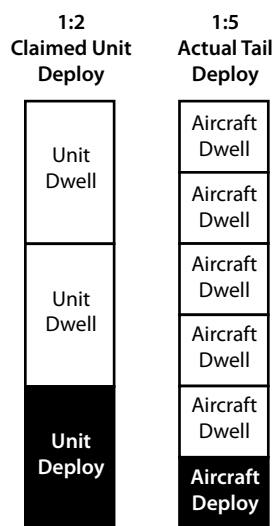 1:2
Claimed Unit
Deploy
Unit
Dwell
Unit
Dwell
Unit
Deploy
1:5
Actual Tail
Deploy
Aircraft
Dwell
Aircraft
Dwell
Aircraft
Dwell
Aircraft
Dwell
Aircraft
Dwell
Aircraft
Deploy